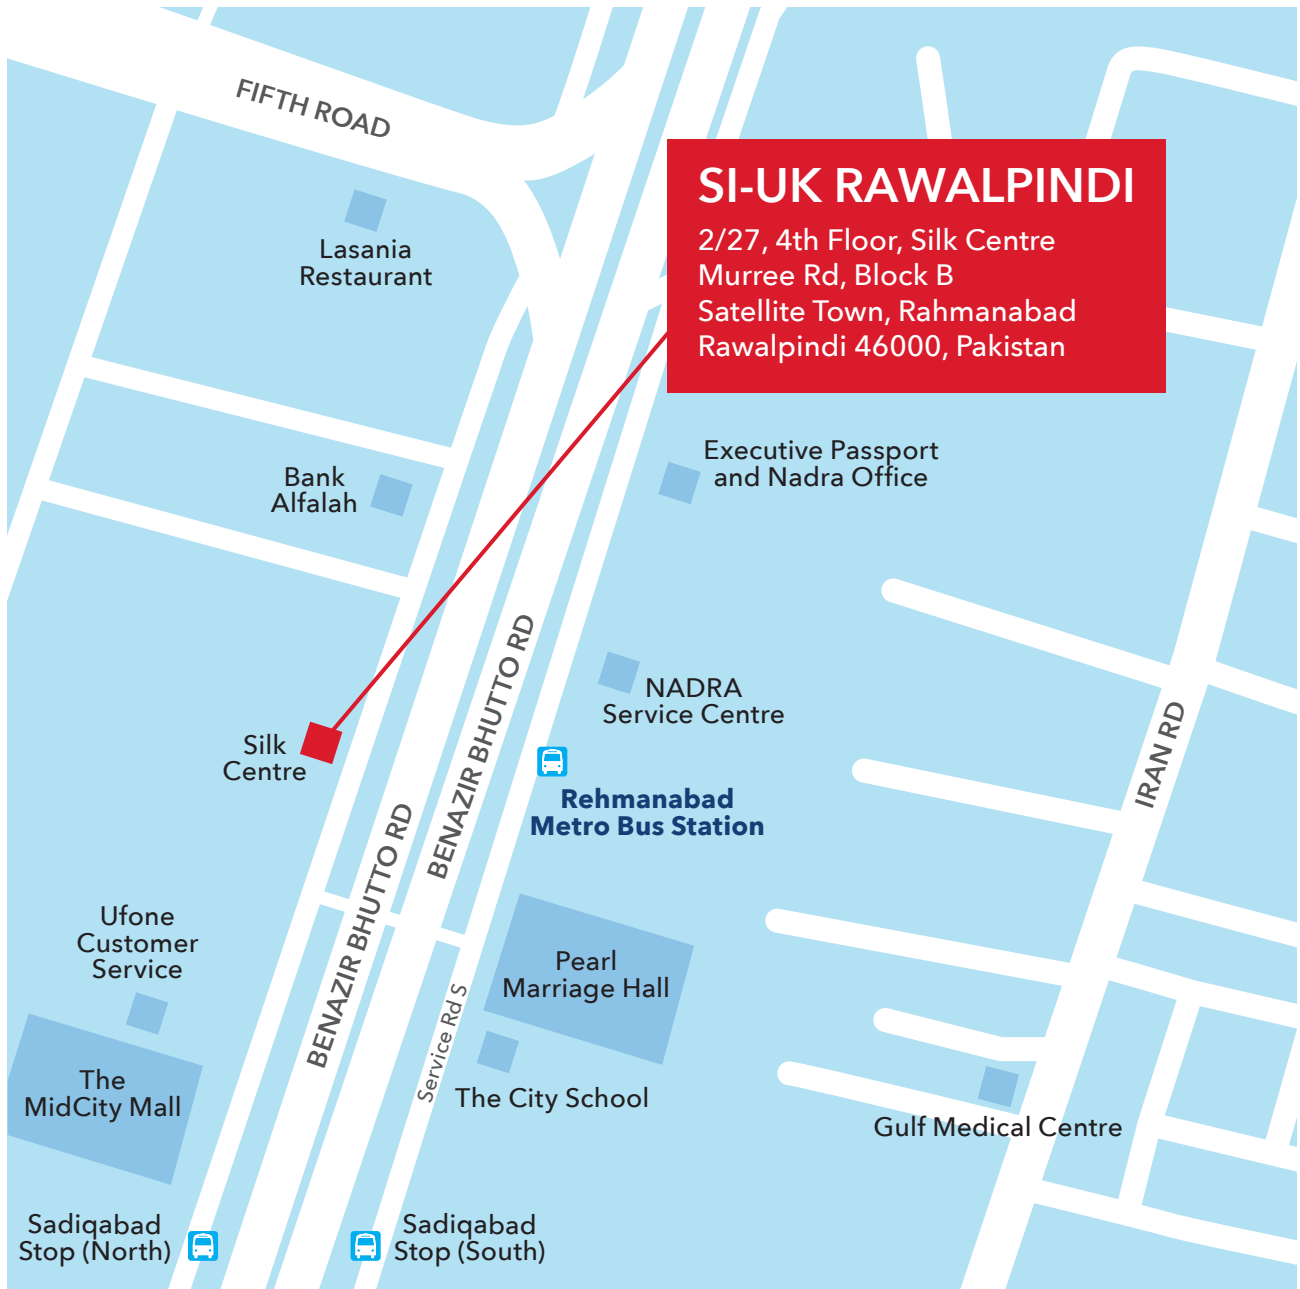 FIFTH ROAD
SI-UK RAWALPINDI
2/27, 4th Floor, Silk Centre
Murree Rd, Block B
Satellite Town, Rahmanabad
Rawalpindi 46000, Pakistan
Lasania
Restaurant
Executive Passport
and Nadra Office
Bank
Alfalah
BENAZIR BHUTTO RD
NADRA
Service Centre
IRAN RD
Silk
Centre
Rehmanabad
Metro Bus Station
BENAZIR BHUTTO RD
Ufone
Customer
Service
Pearl
Marriage Hall
Service Rd S
The
MidCity Mall
The City School
Gulf Medical Centre
Sadiqabad
Stop (North)
Sadiqabad
Stop (South)